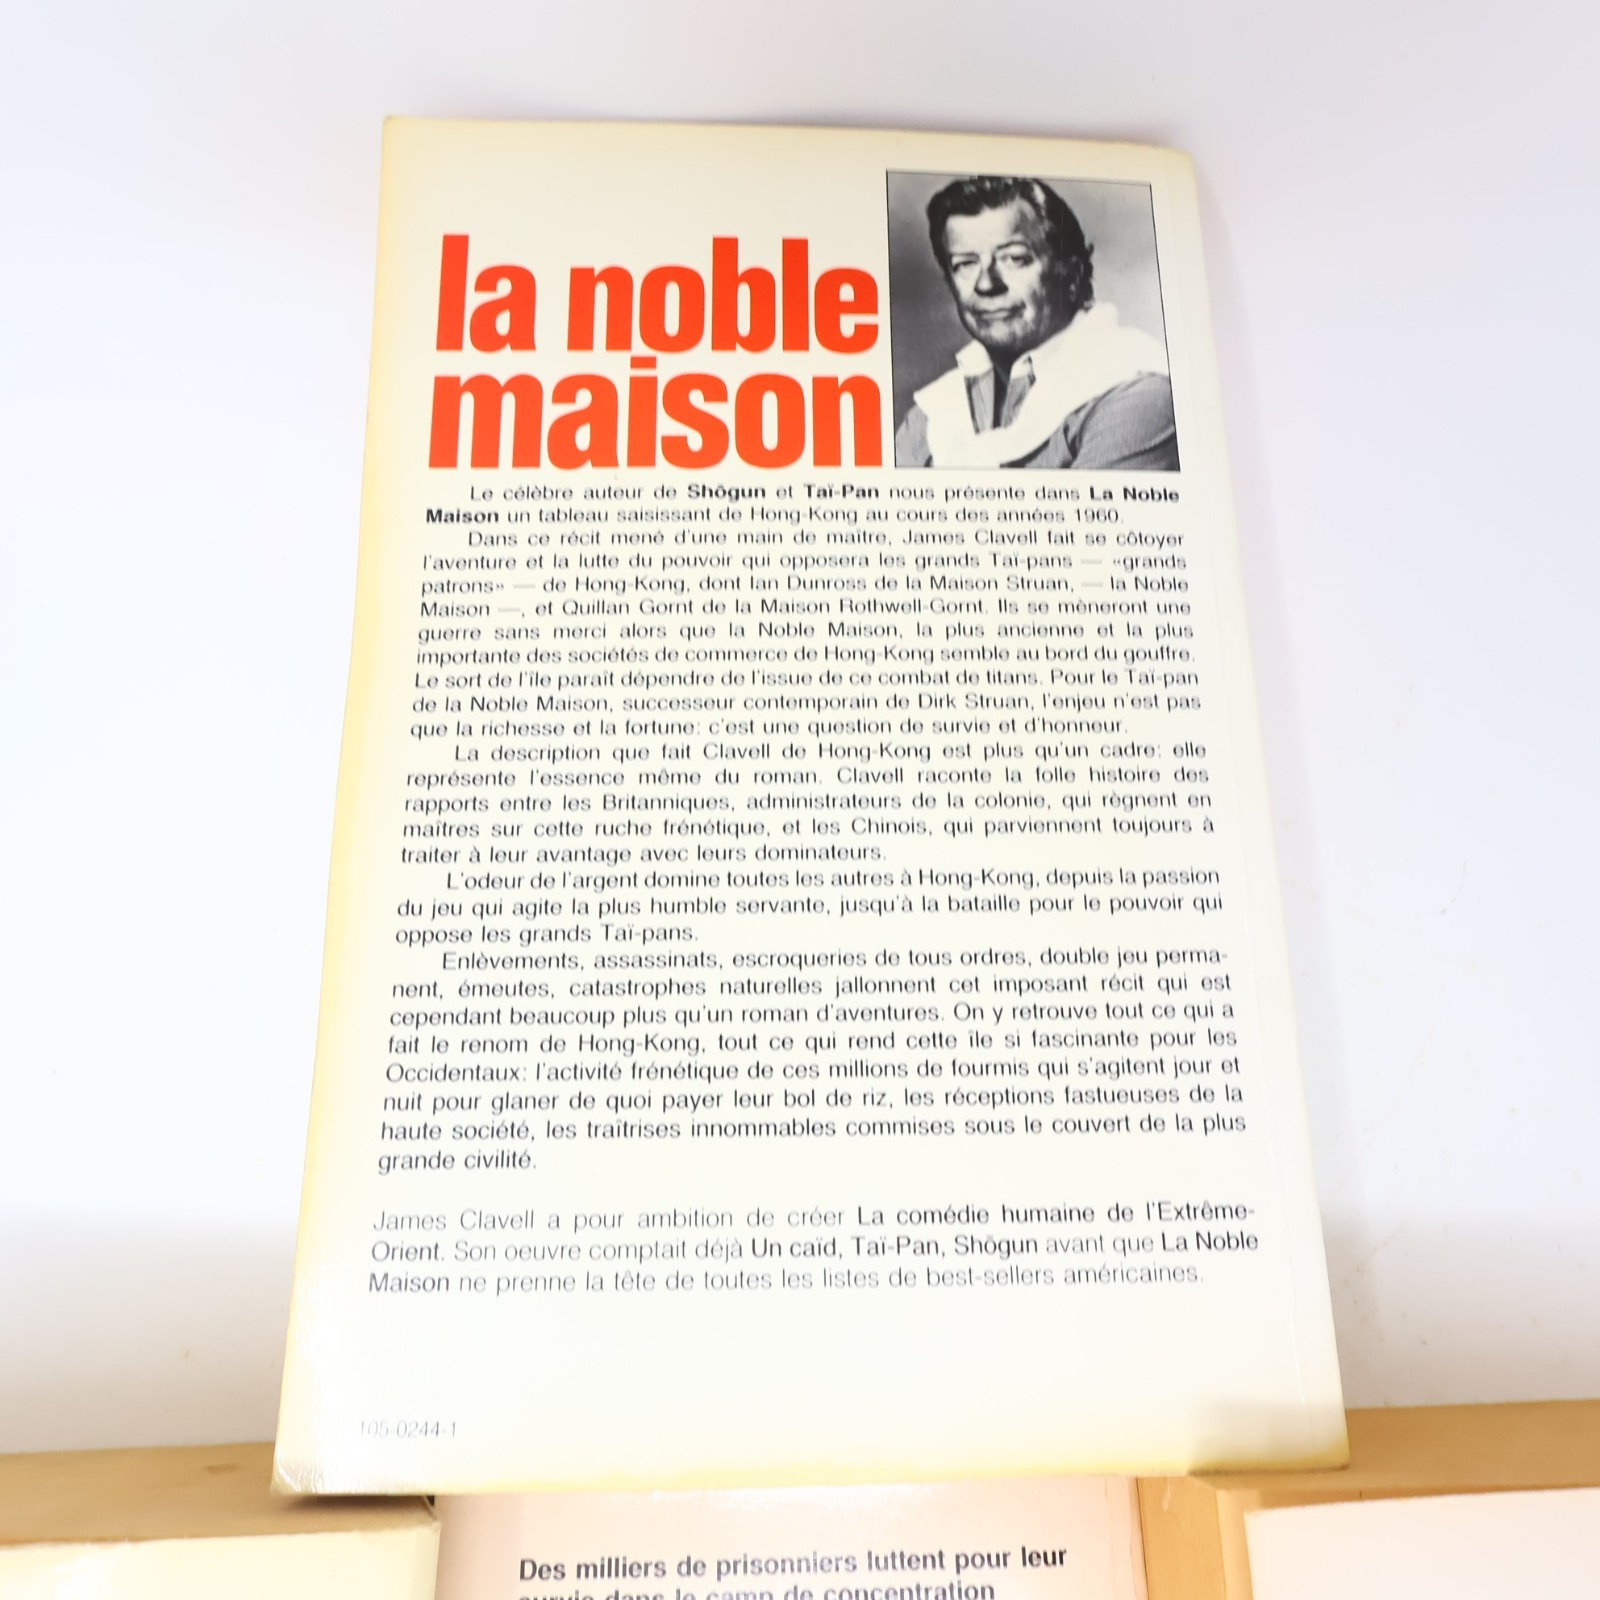 la noble
maison
Le célèbre auteur de Shōgun et Taï-Pan nous présente dans La Noble
Maison un tableau saisissant de Hong-Kong au cours des années 1960.
Dans ce récit mené d'une main de maître, James Clavell fait se côtoyer
l'aventure et la lutte du pouvoir qui opposera les grands Taï-pans — «grands
patrons» — de Hong-Kong, dont Ian Dunross de la Maison Struan, — la Noble
Maison —, et Quillan Gornt de la Maison Rothwell-Gornt. Ils se mèneront une
guerre sans merci alors que la Noble Maison, la plus ancienne et la plus
importante des sociétés de commerce de Hong-Kong semble au bord du gouffre.
Le sort de l'île paraît dépendre de l'issue de ce combat de titans. Pour le Taï-pan
de la Noble Maison, successeur contemporain de Dirk Struan, l'enjeu n'est pas
que la richesse et la fortune: c'est une question de survie et d'honneur.
La description que fait Clavell de Hong-Kong est plus qu'un cadre: elle
représente l'essence même du roman. Clavell raconte la folle histoire des
rapports entre les Britanniques, administrateurs de la colonie, qui règnent en
maîtres sur cette ruche frénétique, et les Chinois, qui parviennent toujours à
traiter à leur avantage avec leurs dominateurs.
L'odeur de l'argent domine toutes les autres à Hong-Kong, depuis la passion
du jeu qui agite la plus humble servante, jusqu'à la bataille pour le pouvoir qui
oppose les grands Taï-pans.
Enlèvements, assassinats, escroqueries de tous ordres, double jeu perma-
nent, émeutes, catastrophes naturelles jallonnent cet imposant récit qui est
cependant beaucoup plus qu'un roman d'aventures. On y retrouve tout ce qui a
fait le renom de Hong-Kong, tout ce qui rend cette île si fascinante pour les
Occidentaux: l'activité frénétique de ces millions de fourmis qui s'agitent jour et
nuit pour glaner de quoi payer leur bol de riz, les réceptions fastueuses de la
haute société, les traîtrises innommables commises sous le couvert de la plus
grande civilité.
James Clavell a pour ambition de créer La comédie humaine de l'Extrême-
Orient. Son oeuvre comptait déjà Un caïd, Taï-Pan, Shōgun avant que La Noble
Maison ne prenne la tête de toutes les listes de best-sellers américaines.
105-0244-1
Des milliers de prisonniers luttent pour leur
survie dans le camp de concentration